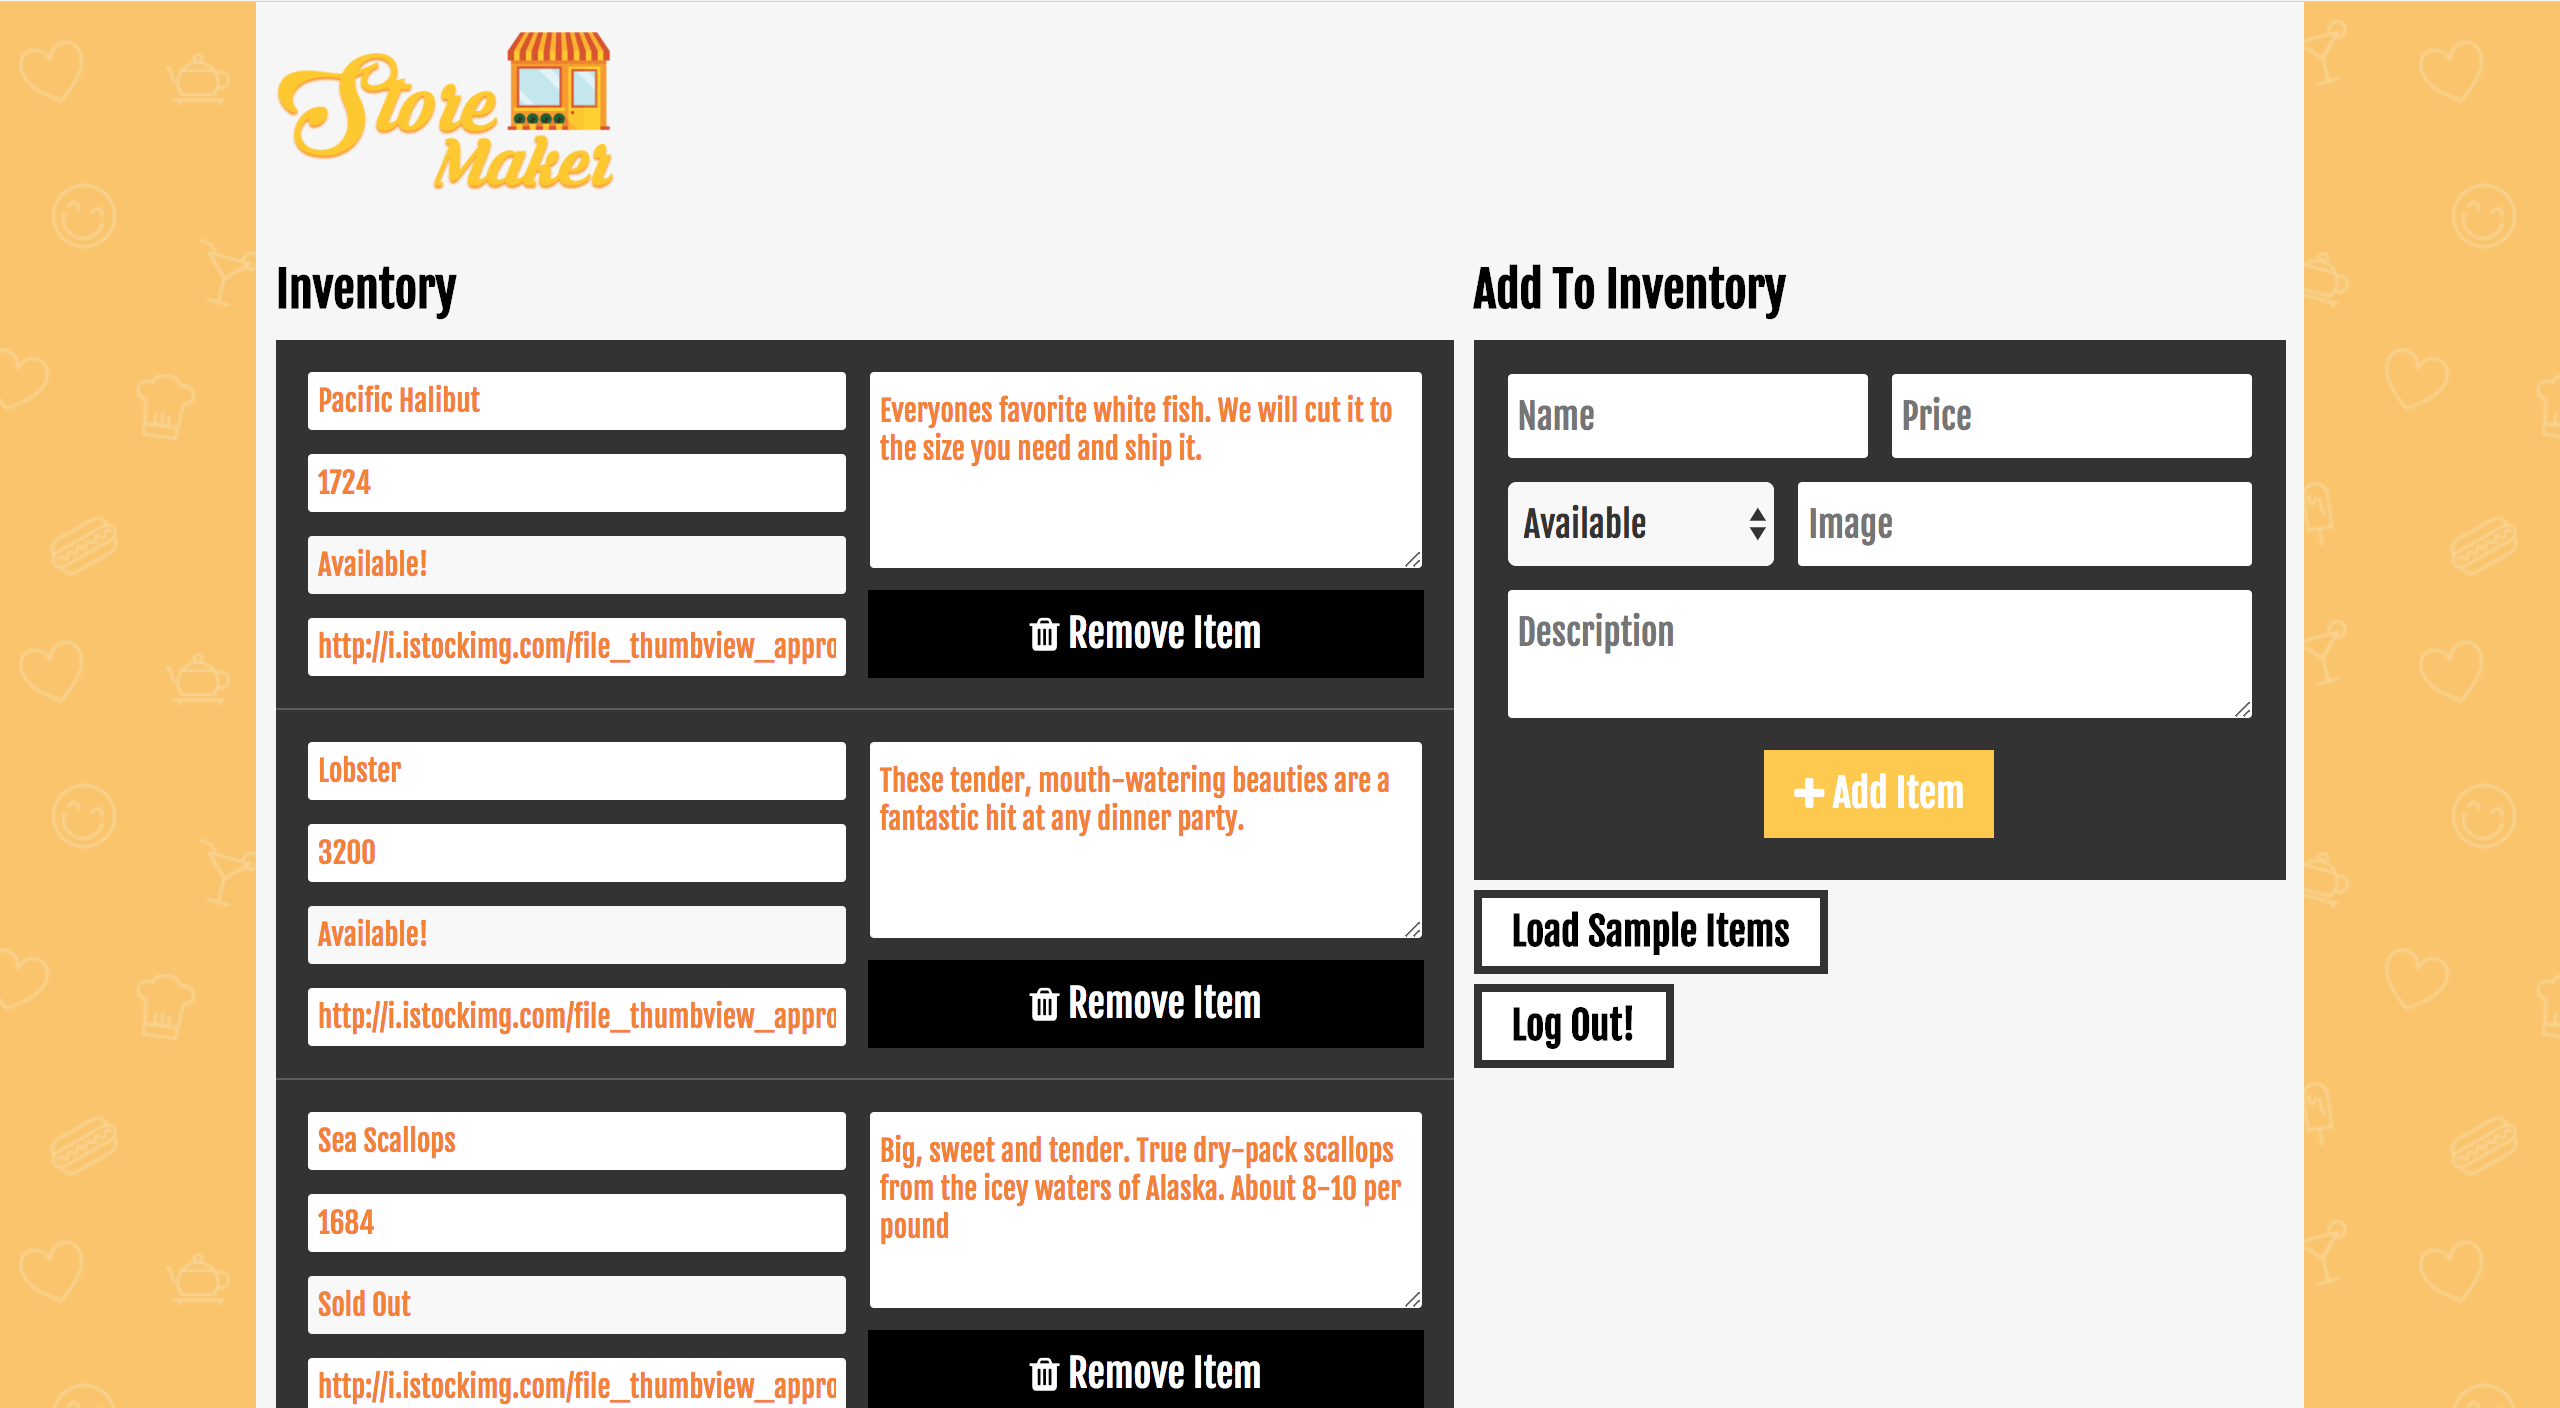 Store
Maker
Inventory
Pacific Halibut
1724
Available!
http://i.istockimg.com/file_thumbview_appro
Everyones favorite white fish. We will cut it to
the size you need and ship it.
Remove Item
Lobster
3200
Available!
http://i.istockimg.com/file_thumbview_appro
These tender, mouth-watering beauties are a
fantastic hit at any dinner party.
Remove Item
Sea Scallops
1684
Sold Out
http://i.istockimg.com/file_thumbview_appro
Big, sweet and tender. True dry-pack scallops
from the icey waters of Alaska. About 8-10 per
pound
Remove Item
Add To Inventory
Name
Price
Available
Image
Description
Add Item
Load Sample Items
Log Out!